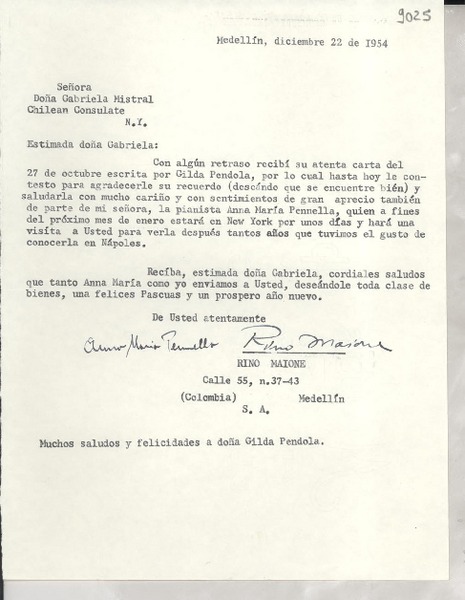 9025
Medellín, diciembre 22 de 1954
Señora
Doña Gabriela Mistral
Chilean Consulate
N.Y.
Estimada doña Gabriela:
Con algún retraso recibí su atenta carta del
27 de octubre escrita por Gilda Pendola, por lo cual hasta hoy le con-
testo para agradecerle su recuerdo (deseándo que se encuentre bién) y
saludarla con mucho cariño y con sentimientos de gran aprecio también
de parte de mi señora, la pianista Anna María Pennella, quien a fines
del próximo mes de enero estará en New York por unos días y hará una
visíta a Usted para verla después tantos años que tuvimos el gusto de
conocerla en Nápoles.
Recíba, estimada doña Gabriela, cordiales saludos
que tanto Anna María como yo enviamos a Usted, deseándole toda clase de
bienes, una felices Pascuas y un prospero año nuevo.
De Usted atentamente
Anna Maria Pennella Rino Maione
RINO MAIONE
Calle 55, n.37-43
(Colombia) Medellín
S. A.
Muchos saludos y felicidades a doña Gilda Pendola.